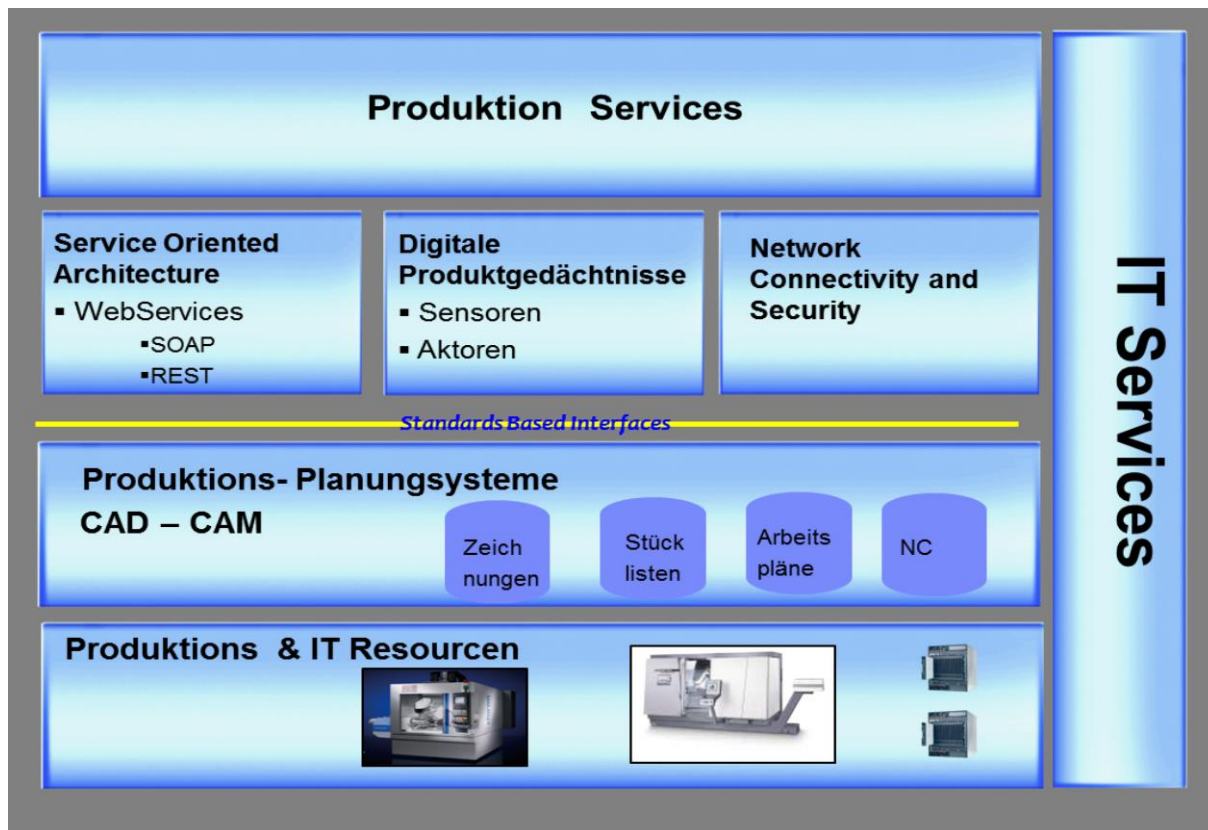 Produktion Services
Service Oriented
Architecture
▪ WebServices
▪SOAP
▪REST
Digitale
Produktgedächtnisse
▪ Sensoren
▪ Aktoren
Network
Connectivity and
Security
Standards Based Interfaces
Produktions- Planungsysteme
CAD – CAM
Zeich
nungen
Stück
listen
Arbeits
pläne
NC
Produktions & IT Resourcen
IT Services